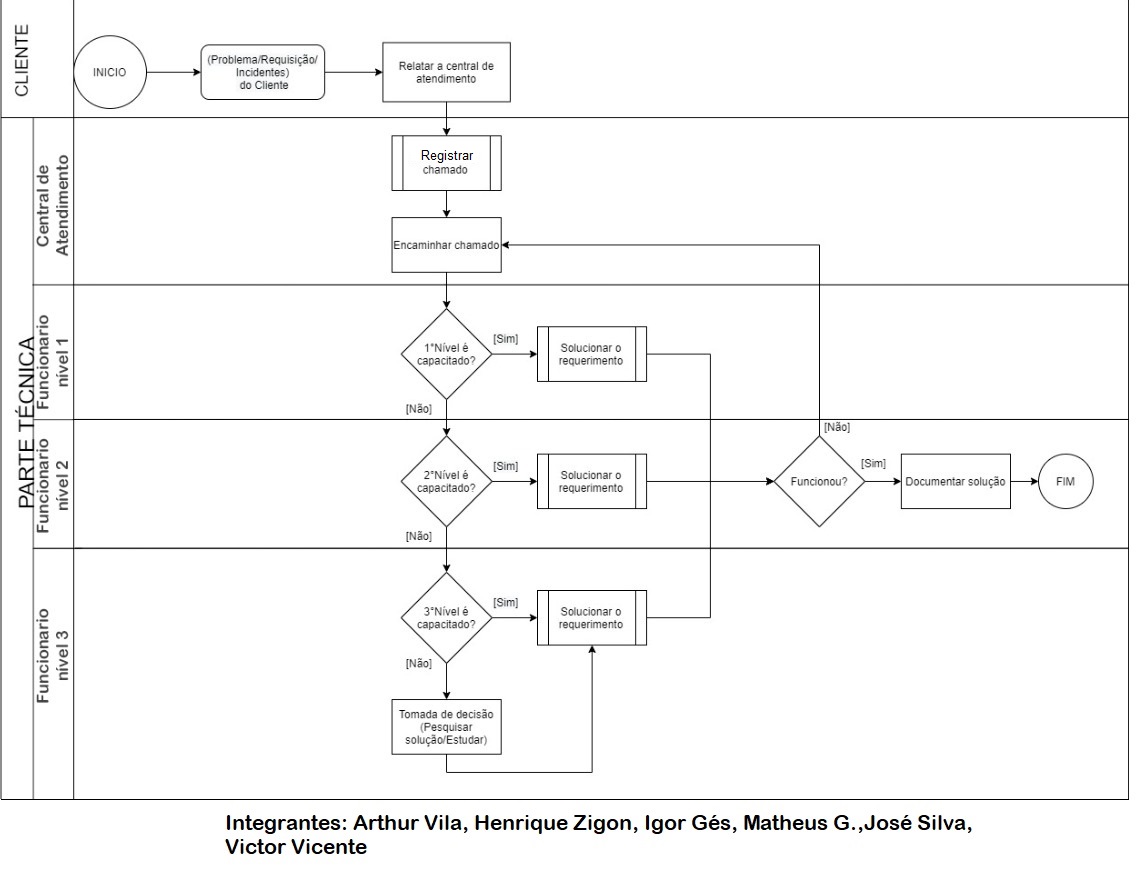 CLIENTE
INICIO
(Problema/Requisição/
Incidentes)
do Cliente
Relatar a central de
atendimento
PARTE TÉCNICA
Central de
Atendimento
Registrar
chamado
Encaminhar chamado
Funcionario
nível 1
1°Nível é
capacitado?
[Sim]
Solucionar o
requerimento
[Não]
Funcionario
nível 2
2°Nível é
capacitado?
[Sim]
Solucionar o
requerimento
[Não]
[Não]
Funcionou?
[Sim]
Documentar solução
FIM
Funcionario
nível 3
3°Nível é
capacitado?
[Sim]
Solucionar o
requerimento
[Não]
Tomada de decisão
(Pesquisar
solução/Estudar)
Integrantes: Arthur Vila, Henrique Zigon, Igor Gés, Matheus G.,José Silva,
Victor Vicente